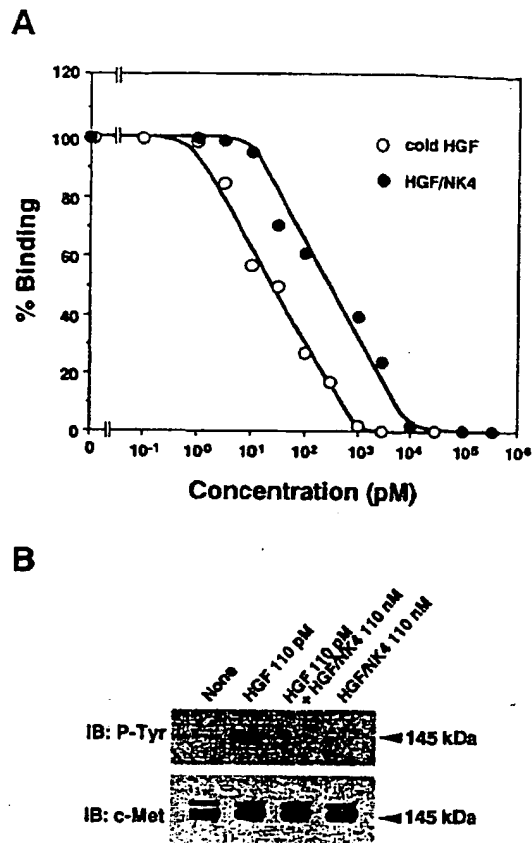 A
120
100
80
60
40
20
0
% Binding
cold HGF
HGF/NK4
0 10⁻¹ 10⁰ 10¹ 10² 10³ 10⁴ 10⁵ 10⁶
Concentration (pM)
B
None
HGF 110 pM
HGF 110 pM
+ HGF/NK4 110 nM
HGF/NK4 110 nM
IB: P-Tyr
145 kDa
IB: c-Met
145 kDa